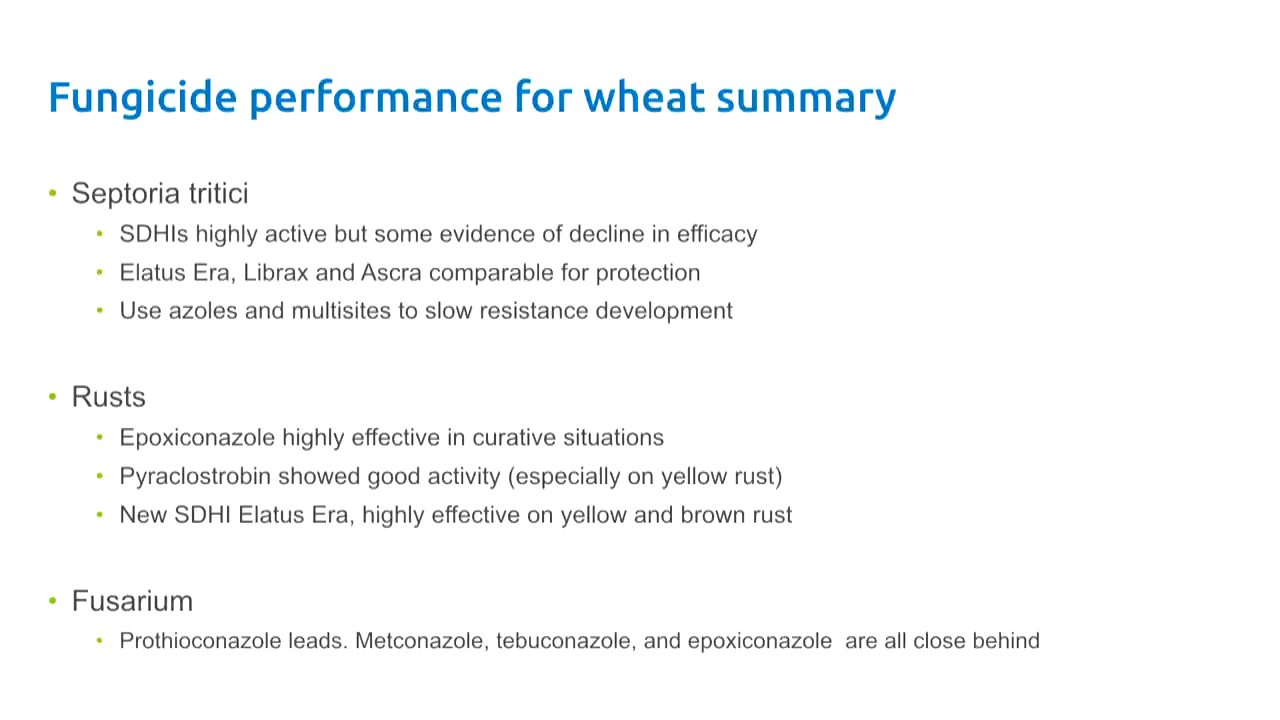 Fungicide performance for wheat summary
• Septoria tritici
• SDHIs highly active but some evidence of decline in efficacy
• Elatus Era, Librax and Ascra comparable for protection
• Use azoles and multisites to slow resistance development
• Rusts
• Epoxiconazole highly effective in curative situations
• Pyraclostrobin showed good activity (especially on yellow rust)
• New SDHI Elatus Era, highly effective on yellow and brown rust
• Fusarium
• Prothioconazole leads. Metconazole, tebuconazole, and epoxiconazole  are all close behind